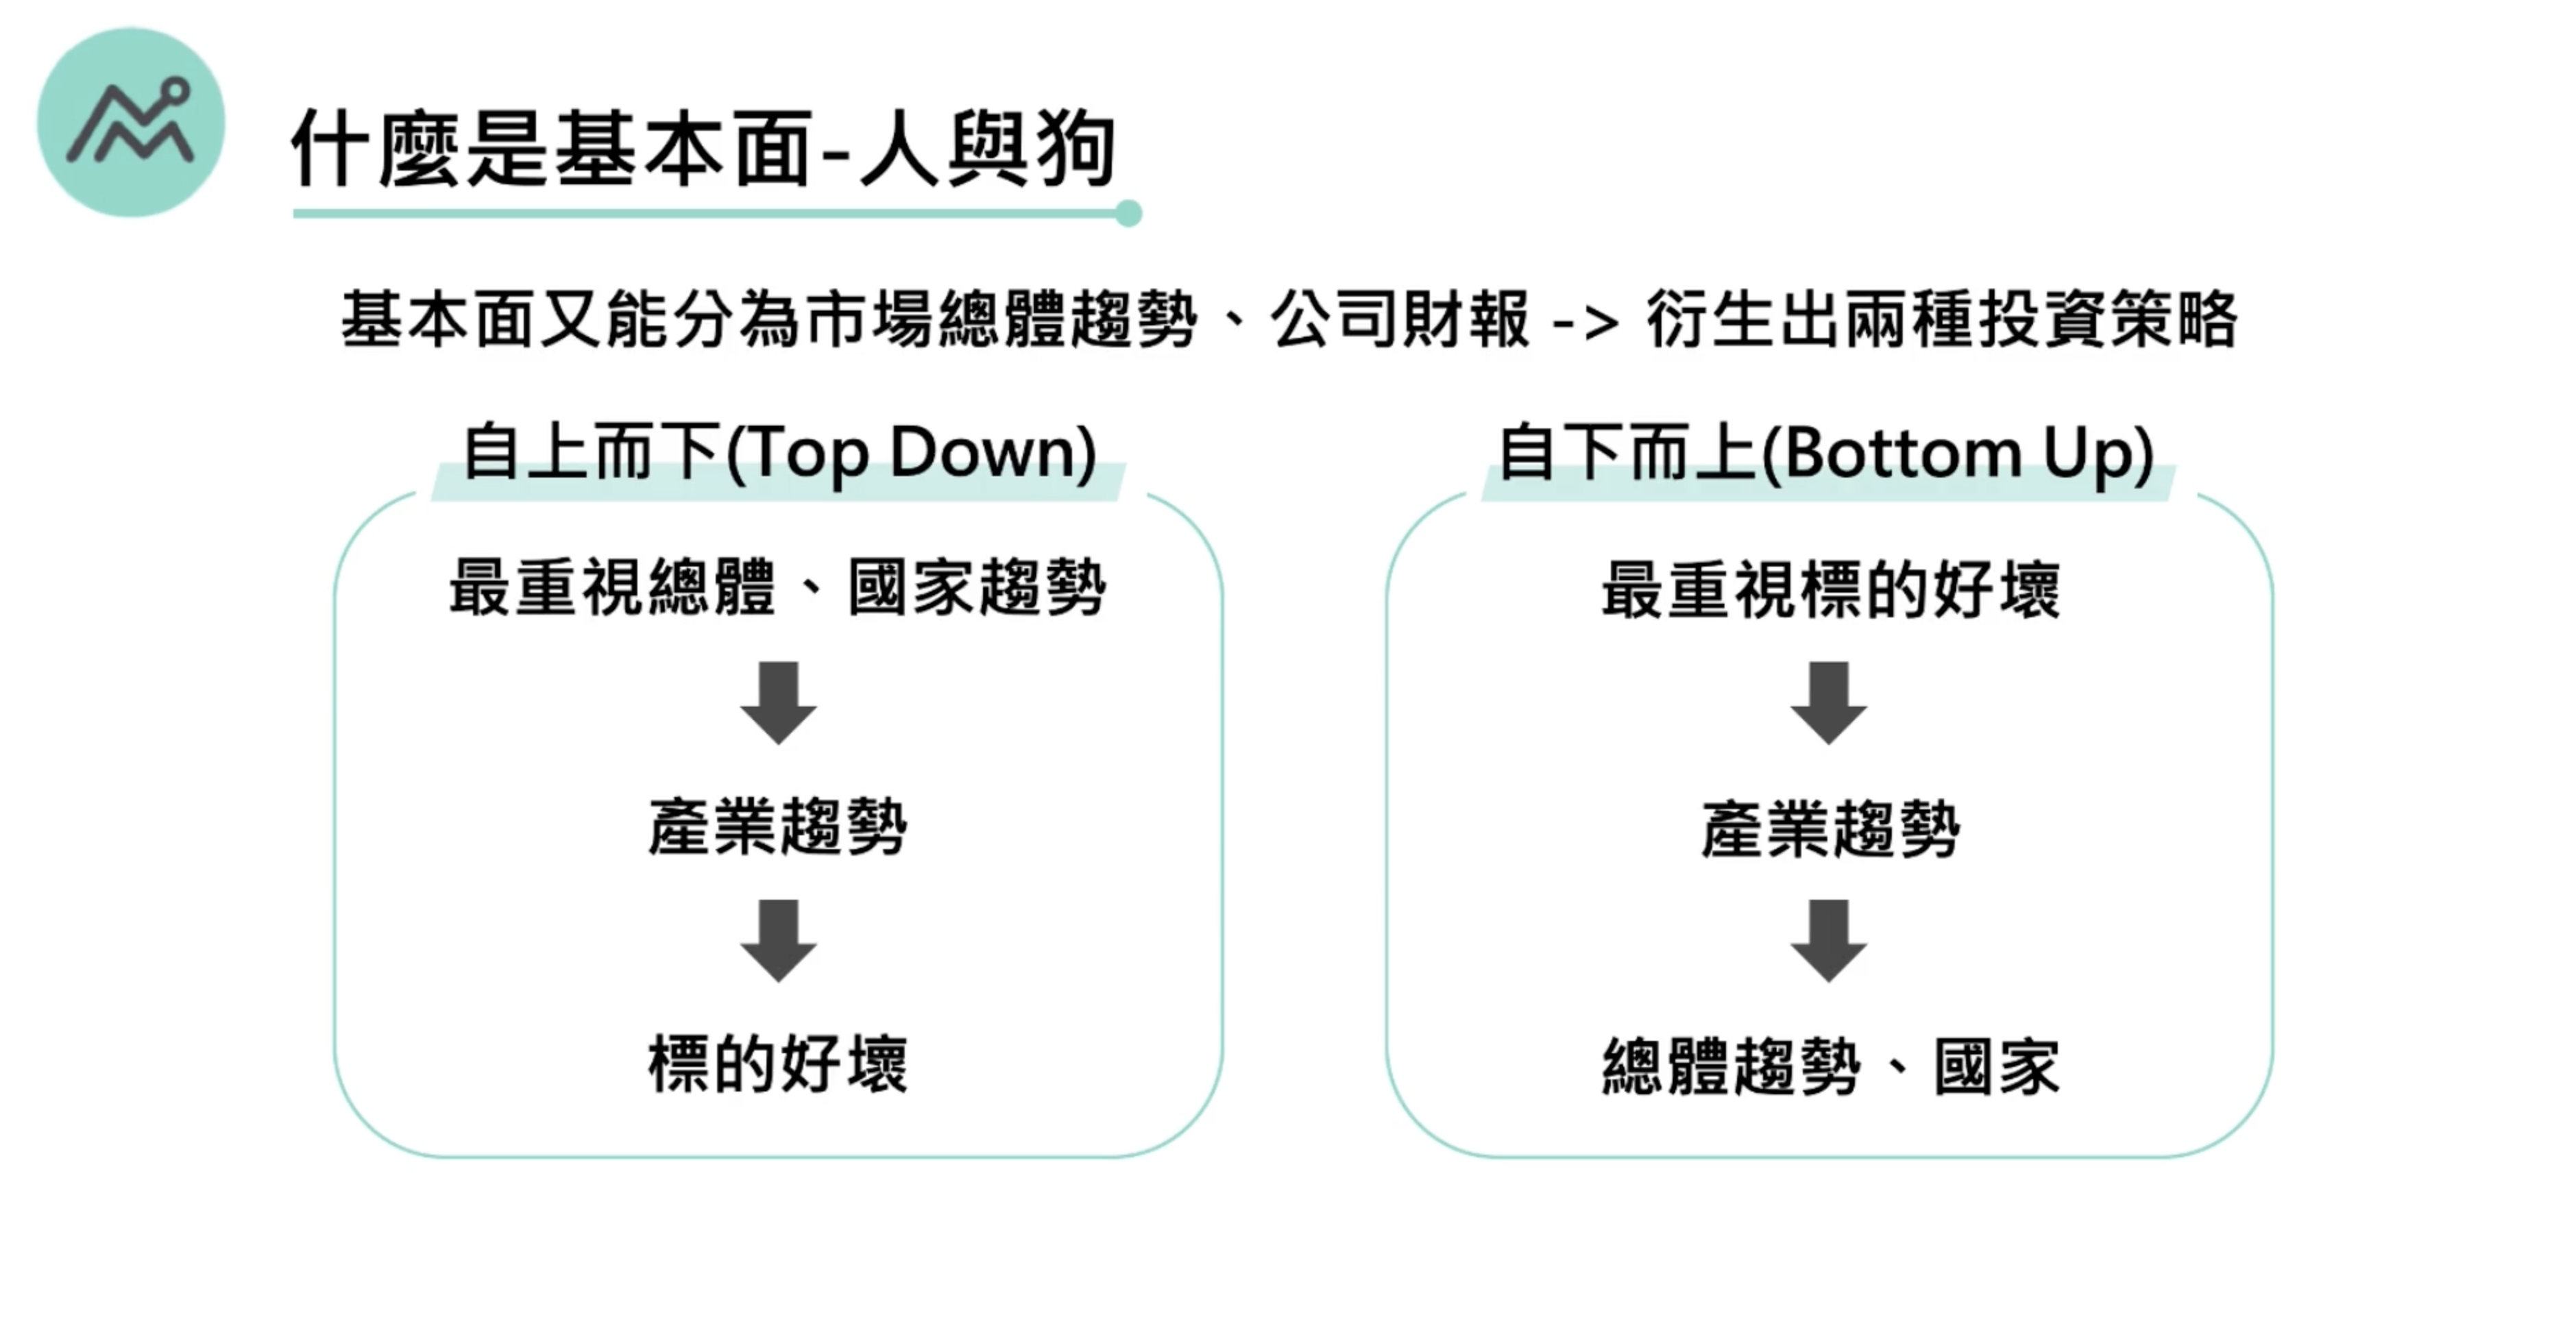 什麼是基本面-人與狗
基本面又能分為市場總體趨勢、公司財報 -> 衍生出兩種投資策略
自上而下(Top Down)
最重視總體、國家趨勢
產業趨勢
標的好壞
自下而上(Bottom Up)
最重視標的好壞
產業趨勢
總體趨勢、國家